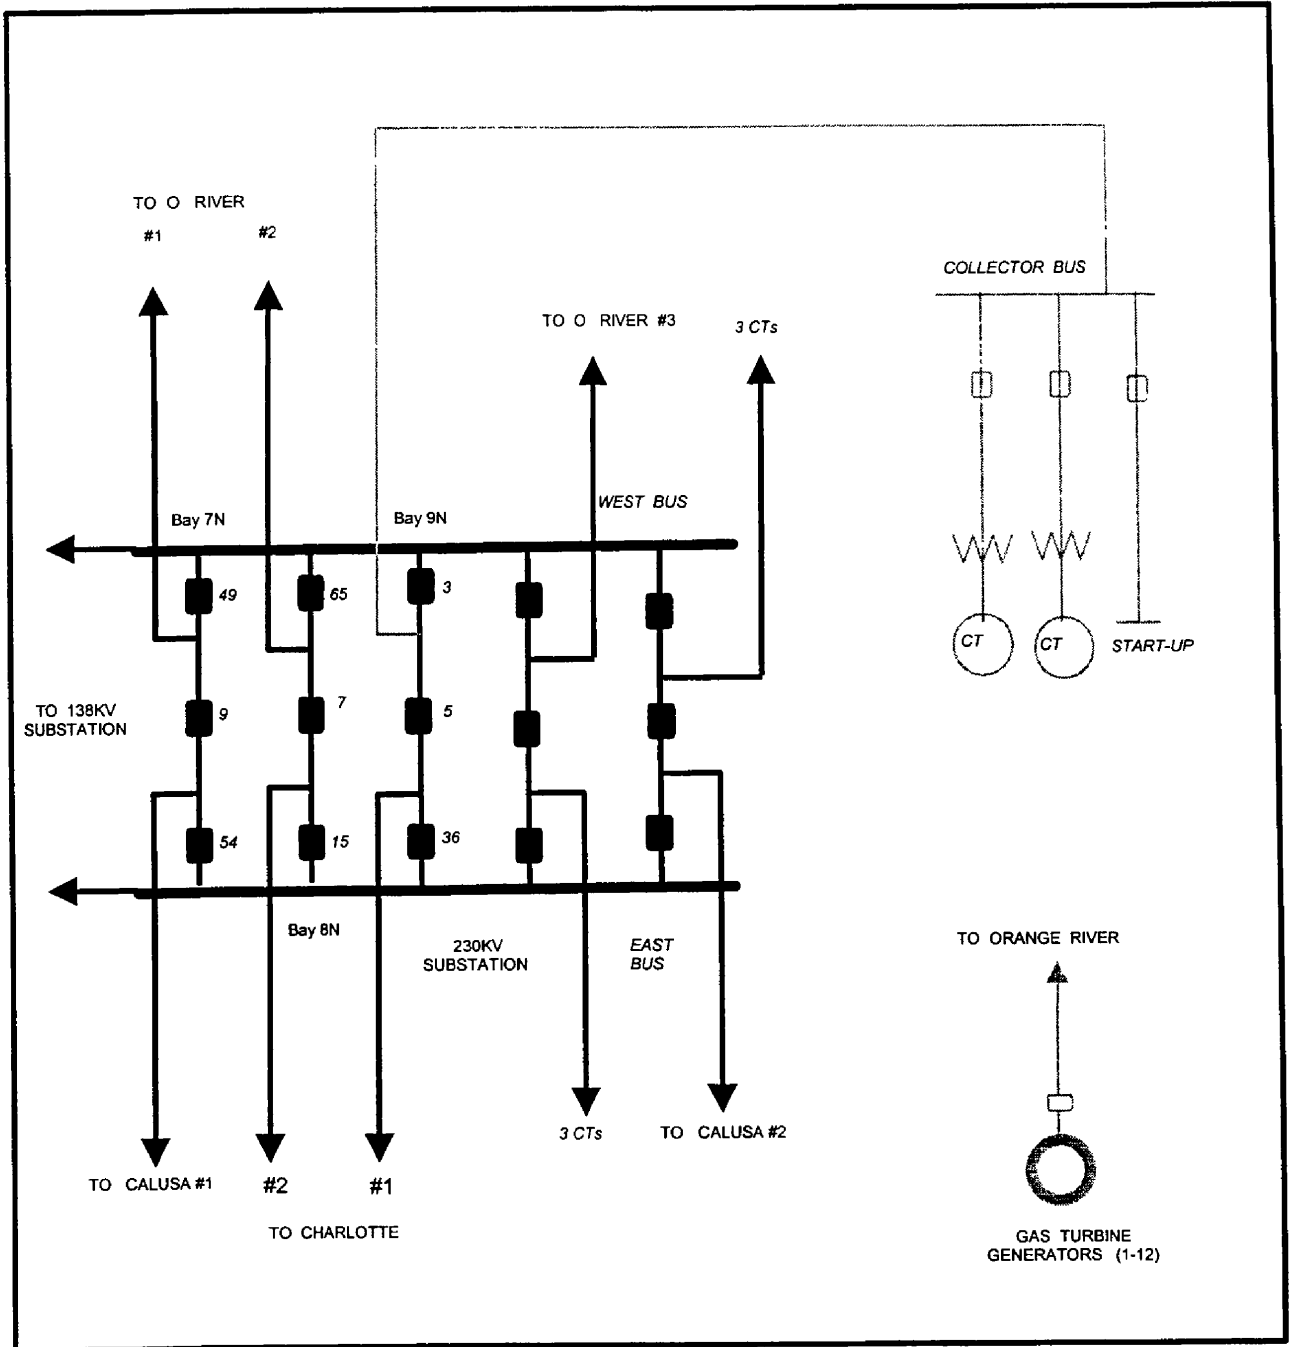 TO O RIVER
#1
#2
COLLECTOR BUS
TO O RIVER #3
3 CTs
WEST BUS
Bay 7N
Bay 9N
49
65
3
CT
CT
START-UP
TO 138KV
SUBSTATION
9
7
5
54
15
36
Bay 8N
230KV
SUBSTATION
EAST
BUS
TO ORANGE RIVER
3 CTs
TO CALUSA #2
TO CALUSA #1
#2
#1
TO CHARLOTTE
GAS TURBINE
GENERATORS (1-12)